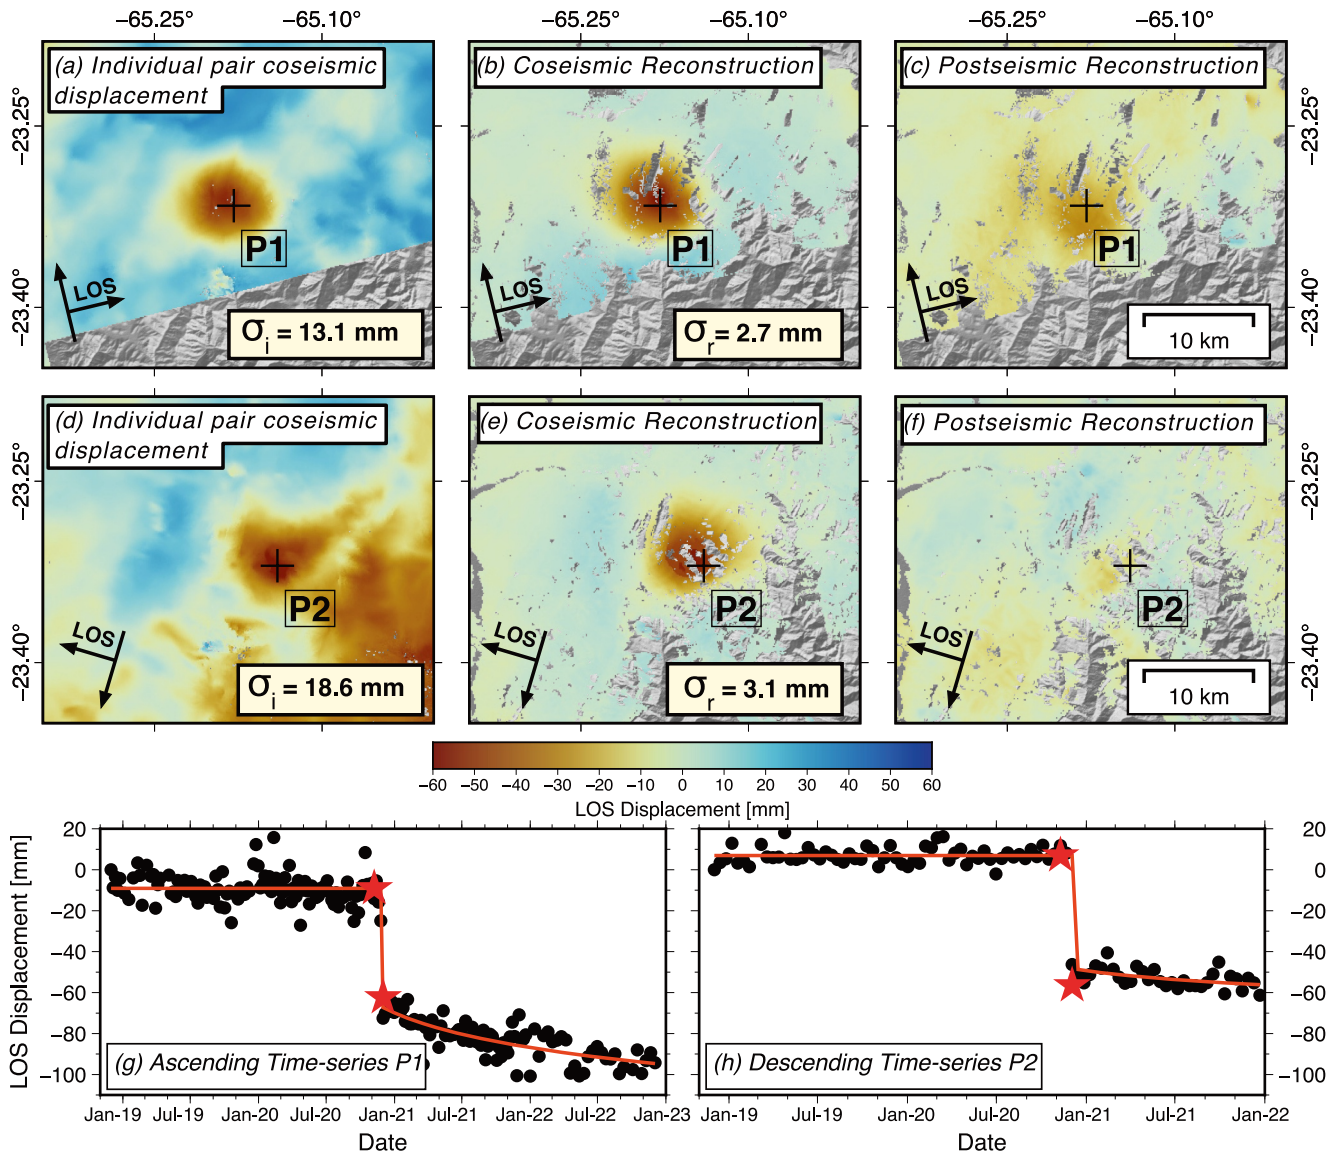 −65.25° −65.10° −65.25° −65.10° −65.25° −65.10°
(a) Individual pair coseismic
displacement
(b) Coseismic Reconstruction
(c) Postseismic Reconstruction
−23.25° −23.25°
P1 P1 P1
LOS LOS LOS
−23.40° −23.40°
σi = 13.1 mm
σr = 2.7 mm
10 km
(d) Individual pair coseismic
displacement
(e) Coseismic Reconstruction
(f) Postseismic Reconstruction
−23.25° −23.25°
P2 P2 P2
LOS LOS LOS
−23.40° −23.40°
σi = 18.6 mm
σr = 3.1 mm
10 km
−60 −50 −40 −30 −20 −10 0 10 20 30 40 50 60
LOS Displacement [mm]
LOS Displacement [mm]
20
0
−20
−40
−60
−80
−100
(g) Ascending Time-series P1
Jan-19 Jul-19 Jan-20 Jul-20 Jan-21 Jul-21 Jan-22 Jul-22 Jan-23
Date
20
0
−20
−40
−60
−80
−100
(h) Descending Time-series P2
Jan-19 Jul-19 Jan-20 Jul-20 Jan-21 Jul-21 Jan-22
Date